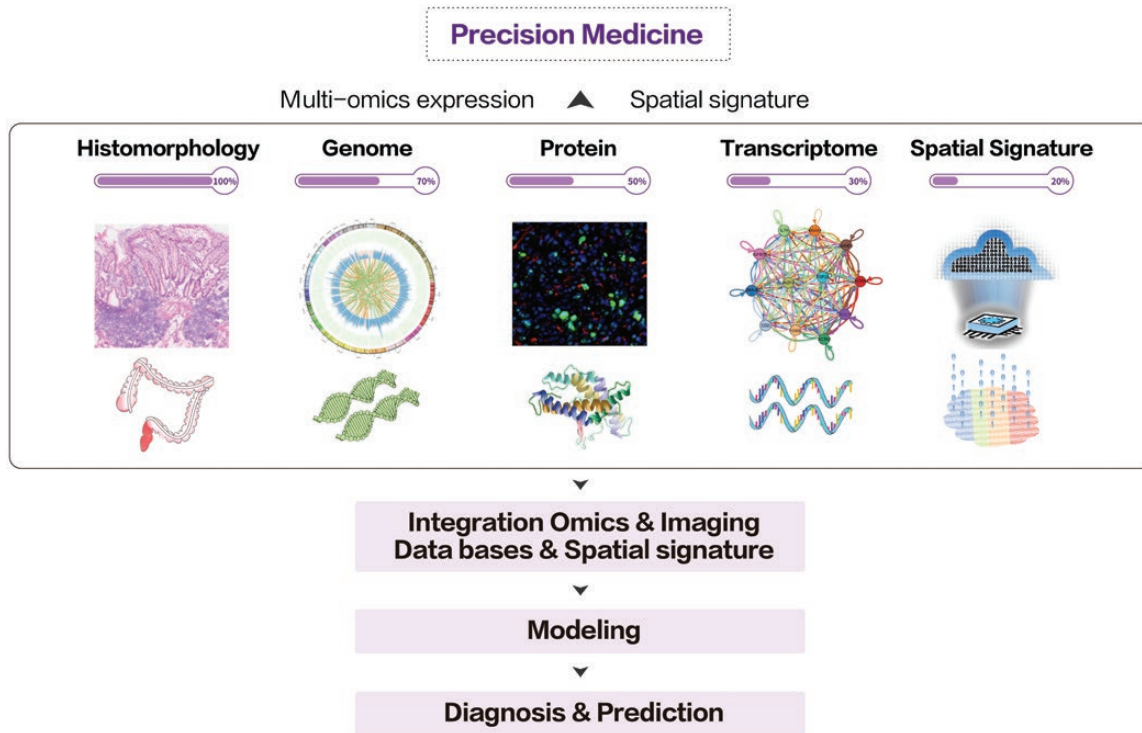 Precision Medicine
Multi-omics expression
Spatial signature
Histomorphology
Genome
Protein
Transcriptome
Spatial Signature
100%
70%
50%
30%
20%
Integration Omics & Imaging
Data bases & Spatial signature
Modeling
Diagnosis & Prediction